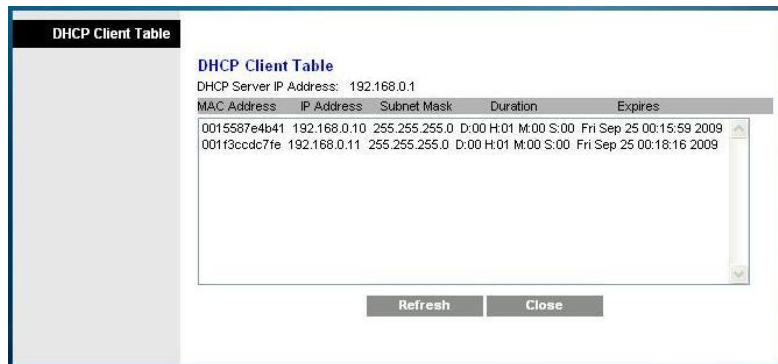 DHCP Client Table
DHCP Client Table
DHCP Server IP Address: 192.168.0.1
MAC Address IP Address Subnet Mask Duration Expires
0015587e4b41 192.168.0.10 255.255.255.0 D:00 H:01 M:00 S:00 Fri Sep 25 00:15:59 2009
001f3ccdc7fe 192.168.0.11 255.255.255.0 D:00 H:01 M:00 S:00 Fri Sep 25 00:18:16 2009
Refresh Close